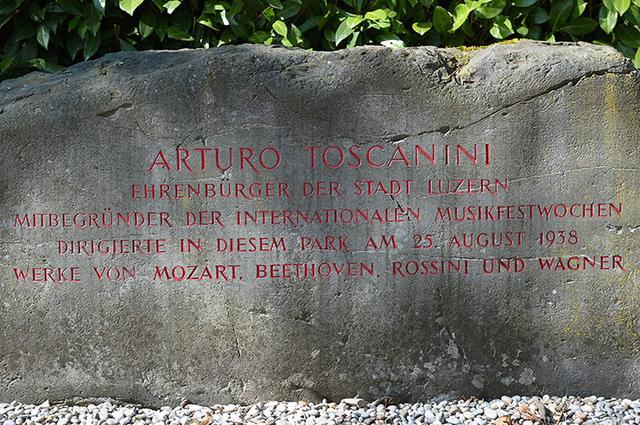 ARTURO TOSCANINI
EHRENBÜRGER DER STADT LUZERN
MITBEGRÜNDER DER INTERNATIONALEN MUSIKFESTWOCHEN
DIRIGIERTE IN DIESEM PARK AM 25. AUGUST 1938
WERKE VON MOZART, BEETHOVEN, ROSSINI UND WAGNER